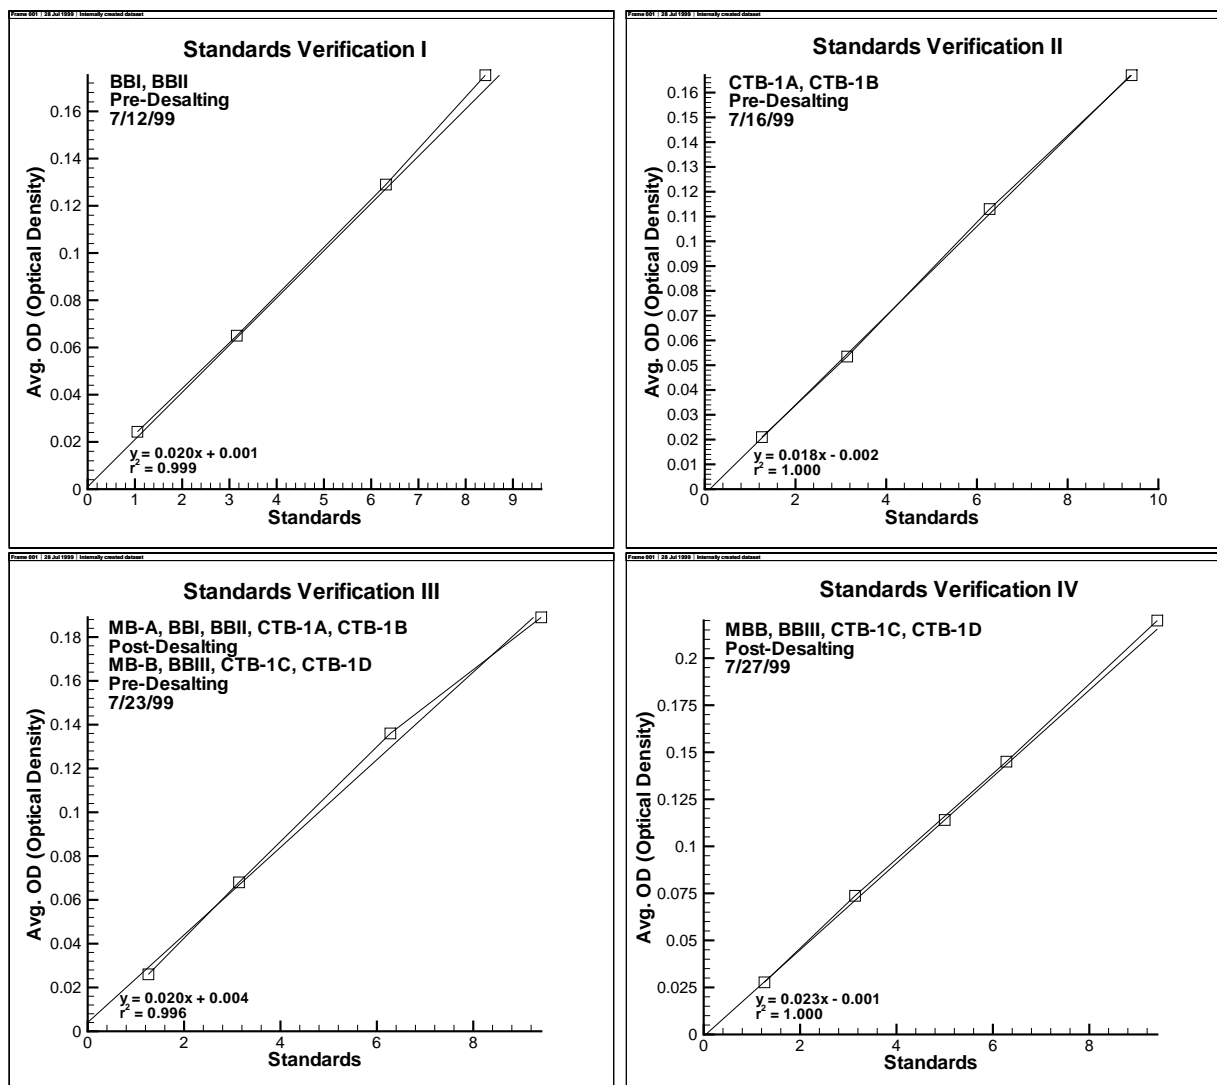 Frame 001 | 28 Jul 1999 | Internally created dataset
Standards Verification I
BBI, BBII
Pre-Desalting
7/12/99
Avg. OD (Optical Density)
0.16
0.14
0.12
0.1
0.08
0.06
0.04
0.02
0
y = 0.020x + 0.001
r² = 0.999
0 1 2 3 4 5 6 7 8 9
Standards
Frame 001 | 28 Jul 1999 | Internally created dataset
Standards Verification II
CTB-1A, CTB-1B
Pre-Desalting
7/16/99
Avg. OD (Optical Density)
0.16
0.15
0.14
0.13
0.12
0.11
0.1
0.09
0.08
0.07
0.06
0.05
0.04
0.03
0.02
0.01
0
y = 0.018x - 0.002
r² = 1.000
0 2 4 6 8 10
Standards
Frame 001 | 28 Jul 1999 | Internally created dataset
Standards Verification III
MB-A, BBI, BBII, CTB-1A, CTB-1B
Post-Desalting
MB-B, BBIII, CTB-1C, CTB-1D
Pre-Desalting
7/23/99
Avg. OD (Optical Density)
0.18
0.16
0.14
0.12
0.1
0.08
0.06
0.04
0.02
0
y = 0.020x + 0.004
r² = 0.996
0 2 4 6 8
Standards
Frame 001 | 28 Jul 1999 | Internally created dataset
Standards Verification IV
MBB, BBIII, CTB-1C, CTB-1D
Post-Desalting
7/27/99
Avg. OD (Optical Density)
0.2
0.175
0.15
0.125
0.1
0.075
0.05
0.025
0
y = 0.023x - 0.001
r² = 1.000
0 2 4 6 8
Standards